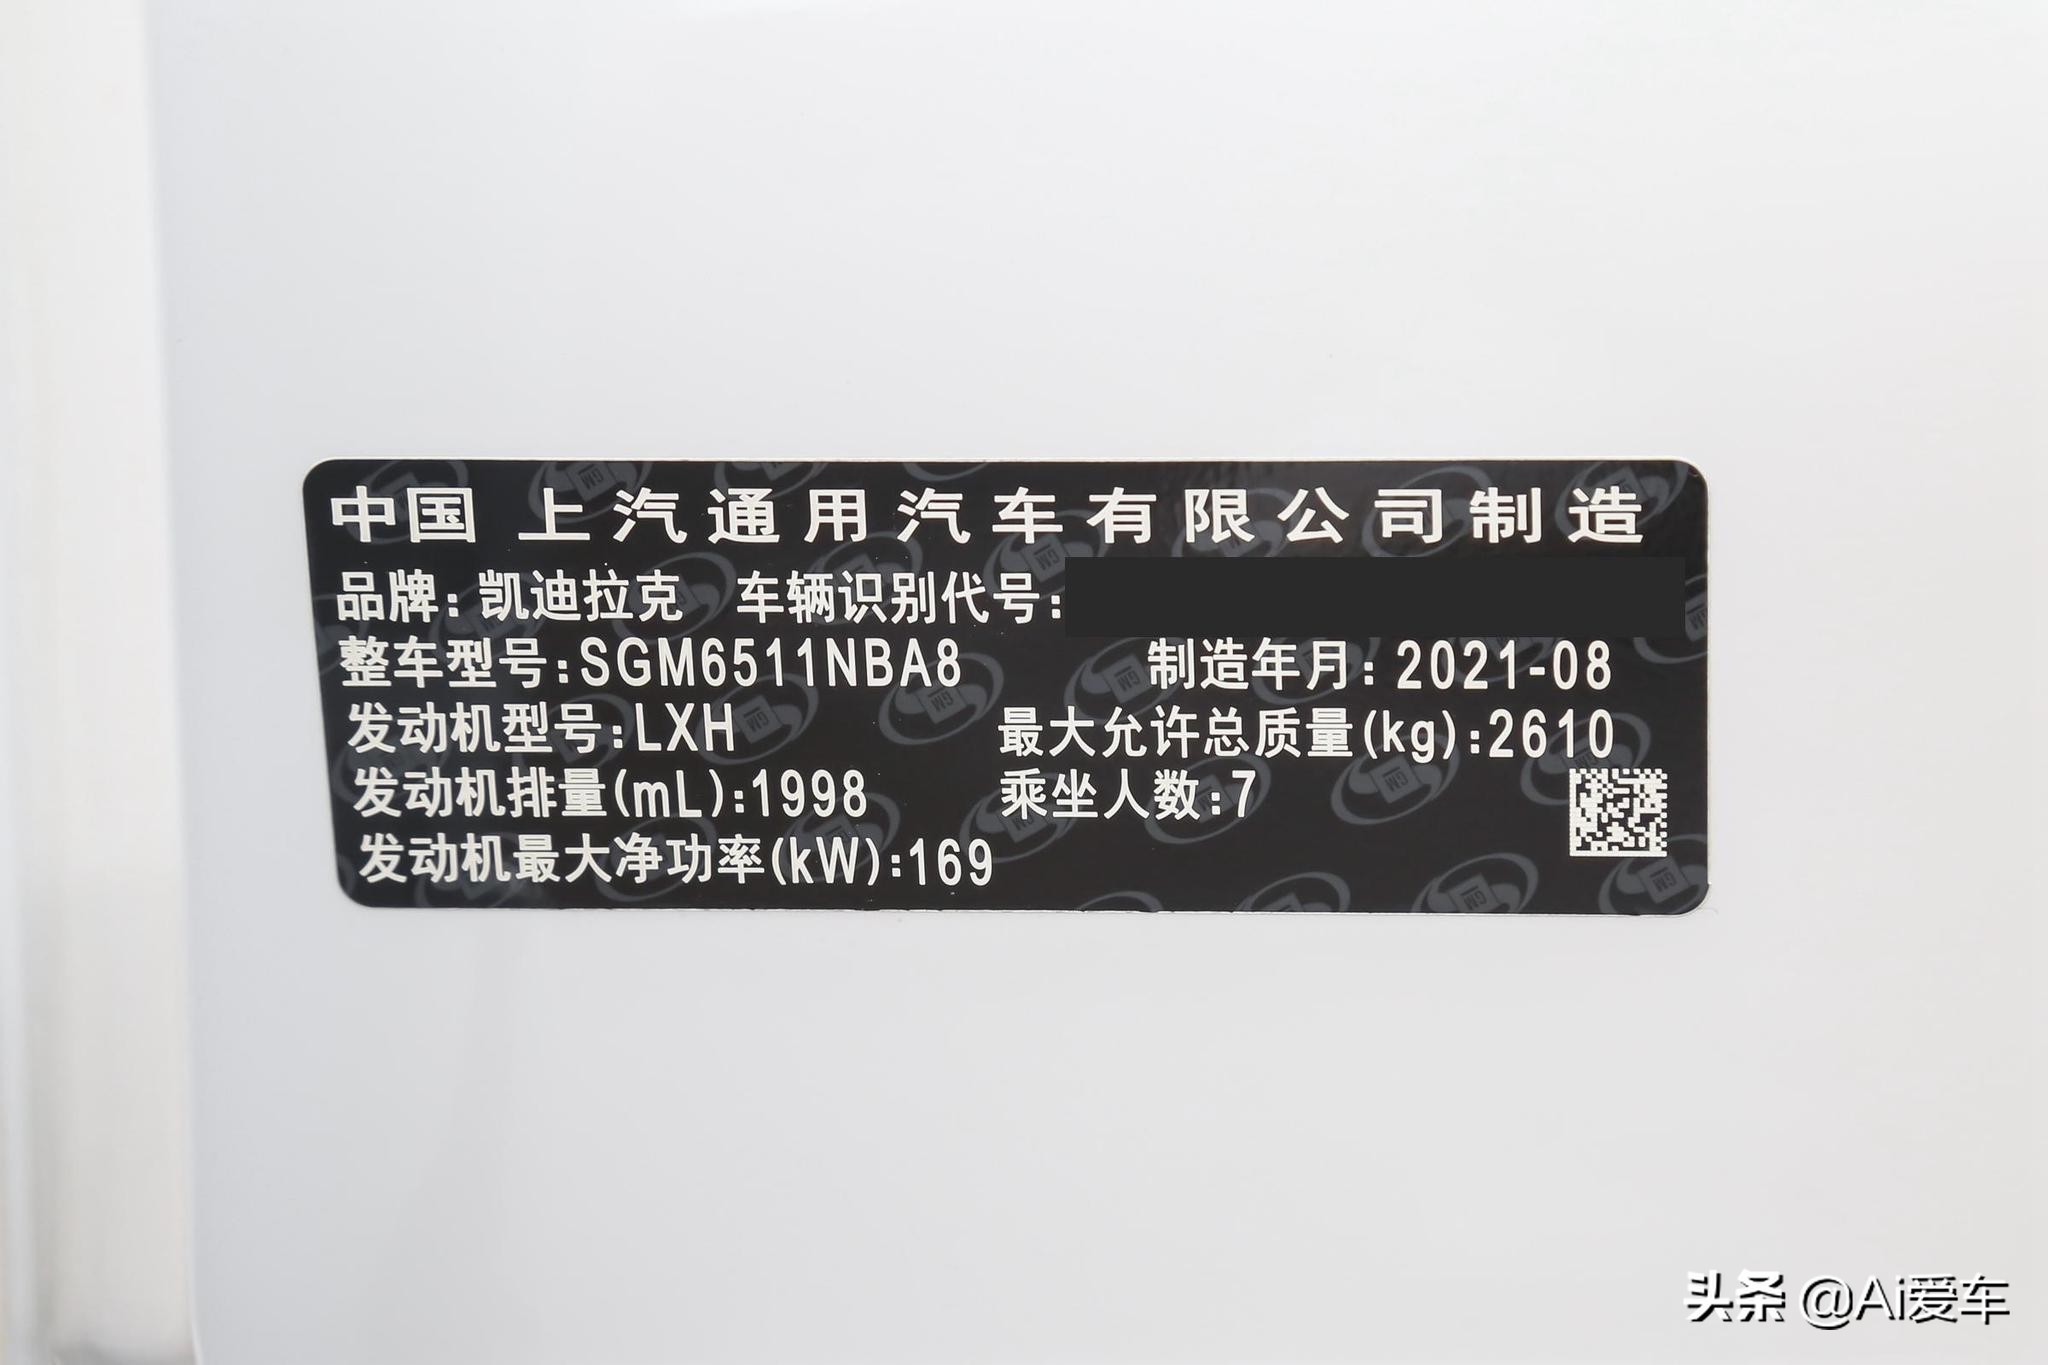 中国 上汽通用汽车有限公司制造
品牌: 凯迪拉克 车辆识别代号:
整车型号:SGM6511NBA8 制造年月: 2021-08
发动机型号:LXH 最大允许总质量(kg):2610
发动机排量(mL):1998 乘坐人数:7
发动机最大净功率(kW):169
头条 @Ai爱车